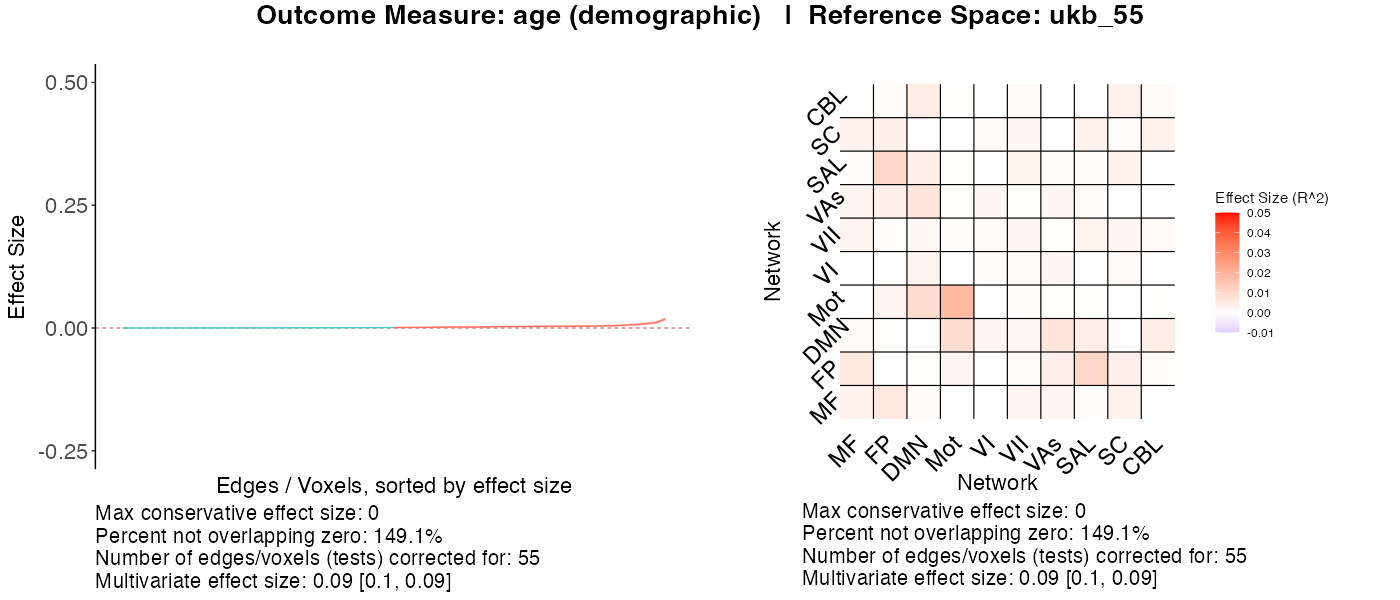 Outcome Measure: age (demographic) | Reference Space: ukb_55
0.50
0.25
0.00
-0.25
Effect Size
Edges / Voxels, sorted by effect size
Max conservative effect size: 0
Percent not overlapping zero: 149.1%
Number of edges/voxels (tests) corrected for: 55
Multivariate effect size: 0.09 [0.1, 0.09]
Network
CBL
SC
SAL
VAs
VII
VI
Mot
DMN
FP
MF
MF FP DMN Mot VI VII VAs SAL SC CBL
Network
Max conservative effect size: 0
Percent not overlapping zero: 149.1%
Number of edges/voxels (tests) corrected for: 55
Multivariate effect size: 0.09 [0.1, 0.09]
Effect Size (R^2)
0.05
0.04
0.03
0.02
0.01
0.00
-0.01